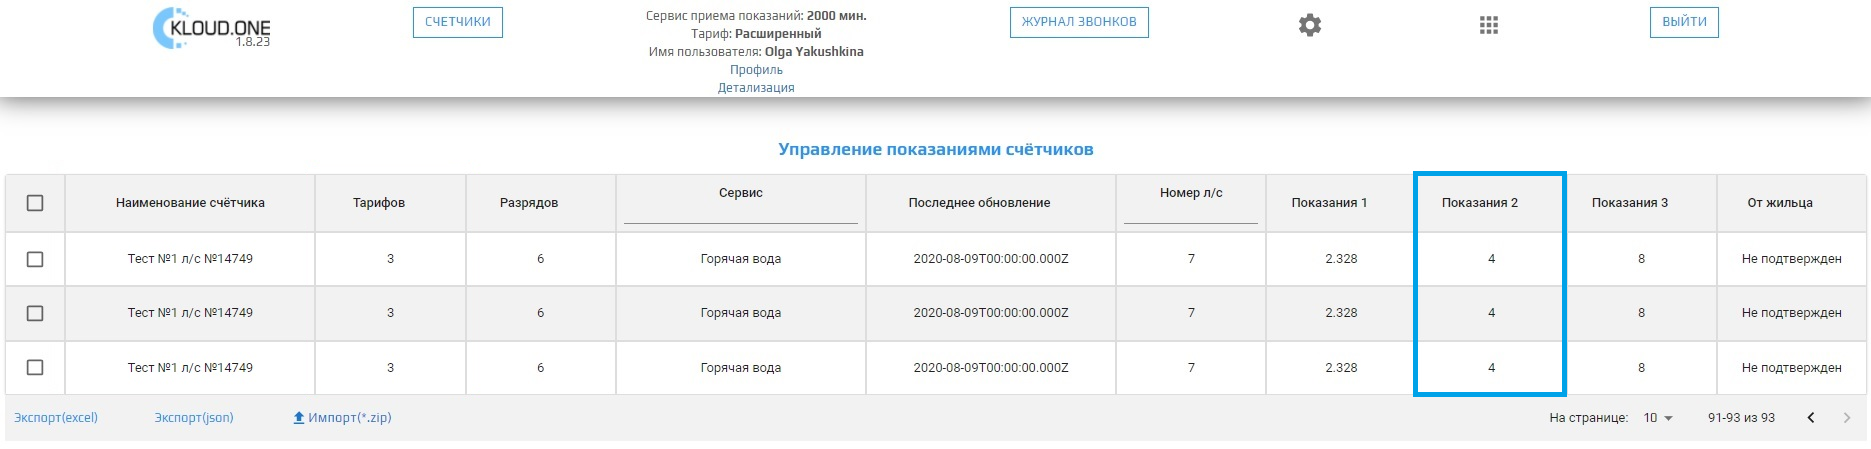 KLOUD.ONE
1.8.23
СЧЕТЧИКИ
Сервис приема показаний: 2000 мин.
Тариф: Расширенный
Имя пользователя: Olga Yakushkina
Профиль
Детализация
ЖУРНАЛ ЗВОНКОВ
ВЫЙТИ
Управление показаниями счётчиков
Наименование счётчика Тарифов Разрядов Сервис Последнее обновление Номер л/с Показания 1 Показания 2 Показания 3 От жильца
Тест №1 л/с №14749 3 6 Горячая вода 2020-08-09T00:00:00.000Z 7 2.328 4 8 Не подтвержден
Тест №1 л/с №14749 3 6 Горячая вода 2020-08-09T00:00:00.000Z 7 2.328 4 8 Не подтвержден
Тест №1 л/с №14749 3 6 Горячая вода 2020-08-09T00:00:00.000Z 7 2.328 4 8 Не подтвержден
Экспорт(excel) Экспорт(json) Импорт(*.zip) На странице: 10 91-93 из 93